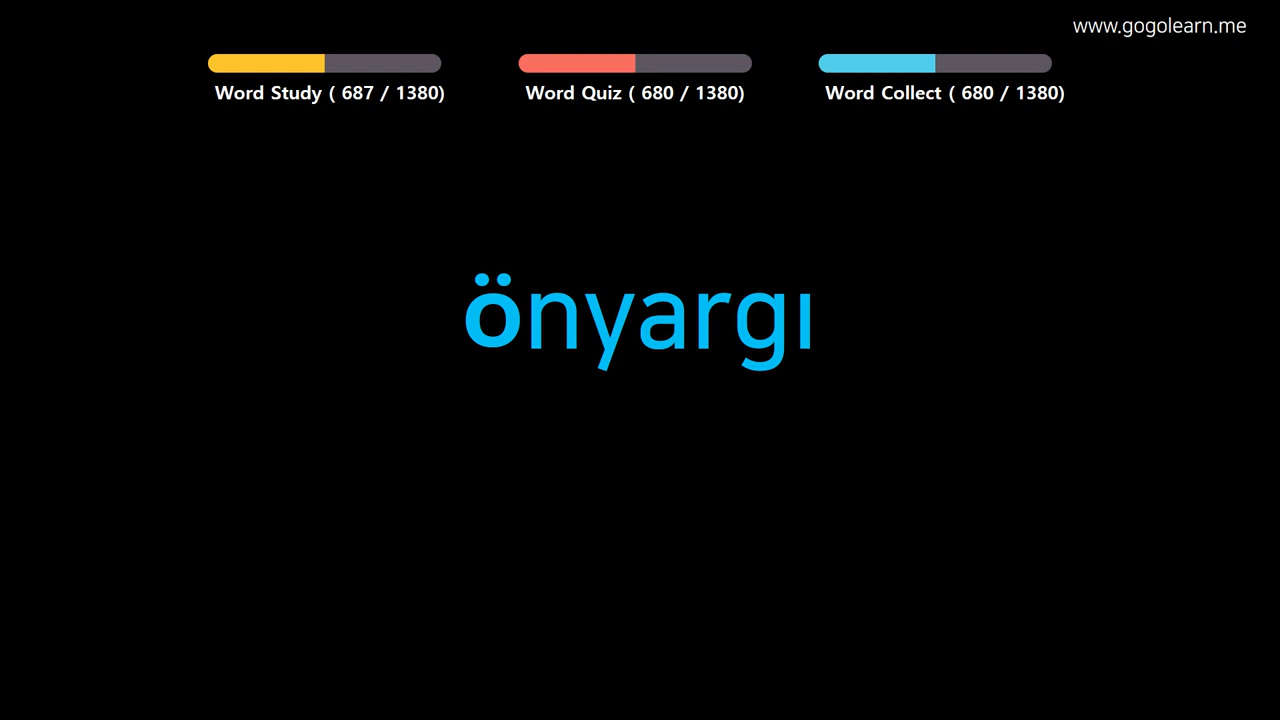 www.gogolearn.me
Word Study ( 687 / 1380)
Word Quiz ( 680 / 1380)
Word Collect ( 680 / 1380)
önyargı